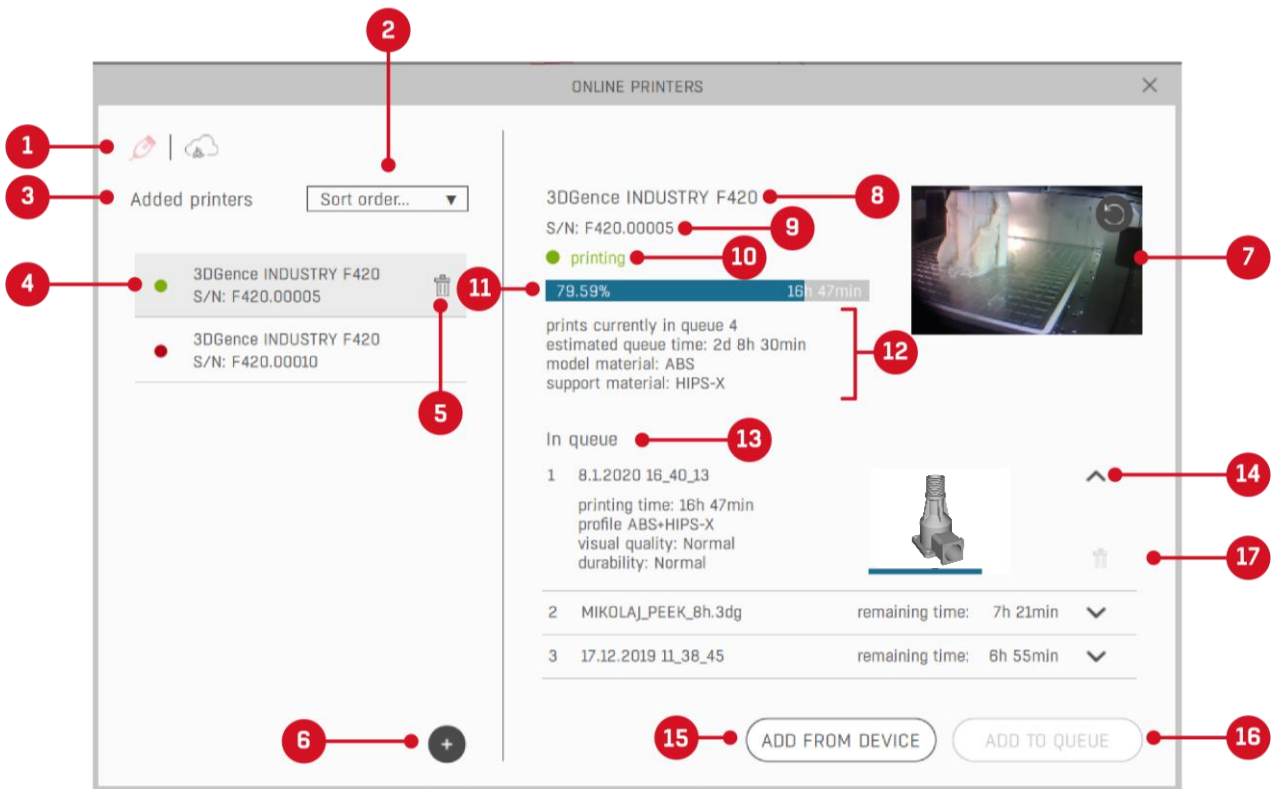 2
ONLINE PRINTERS
1
3
Added printers
Sort order...
4
3DGence INDUSTRY F420
S/N: F420.00005
5
3DGence INDUSTRY F420
S/N: F420.00010
6
+
3DGence INDUSTRY F420
8
S/N: F420.00005
9
printing
10
7
11
79.59% 16h 47min
prints currently in queue 4
estimated queue time: 2d 8h 30min
model material: ABS
support material: HIPS-X
12
In queue
13
1 8.1.2020 16_40_13
14
printing time: 16h 47min
profile ABS+HIPS-X
visual quality: Normal
durability: Normal
17
2 MIKOLAJ_PEEK_8h.3dg remaining time: 7h 21min
3 17.12.2019 11_38_45 remaining time: 6h 55min
15
ADD FROM DEVICE
ADD TO QUEUE
16